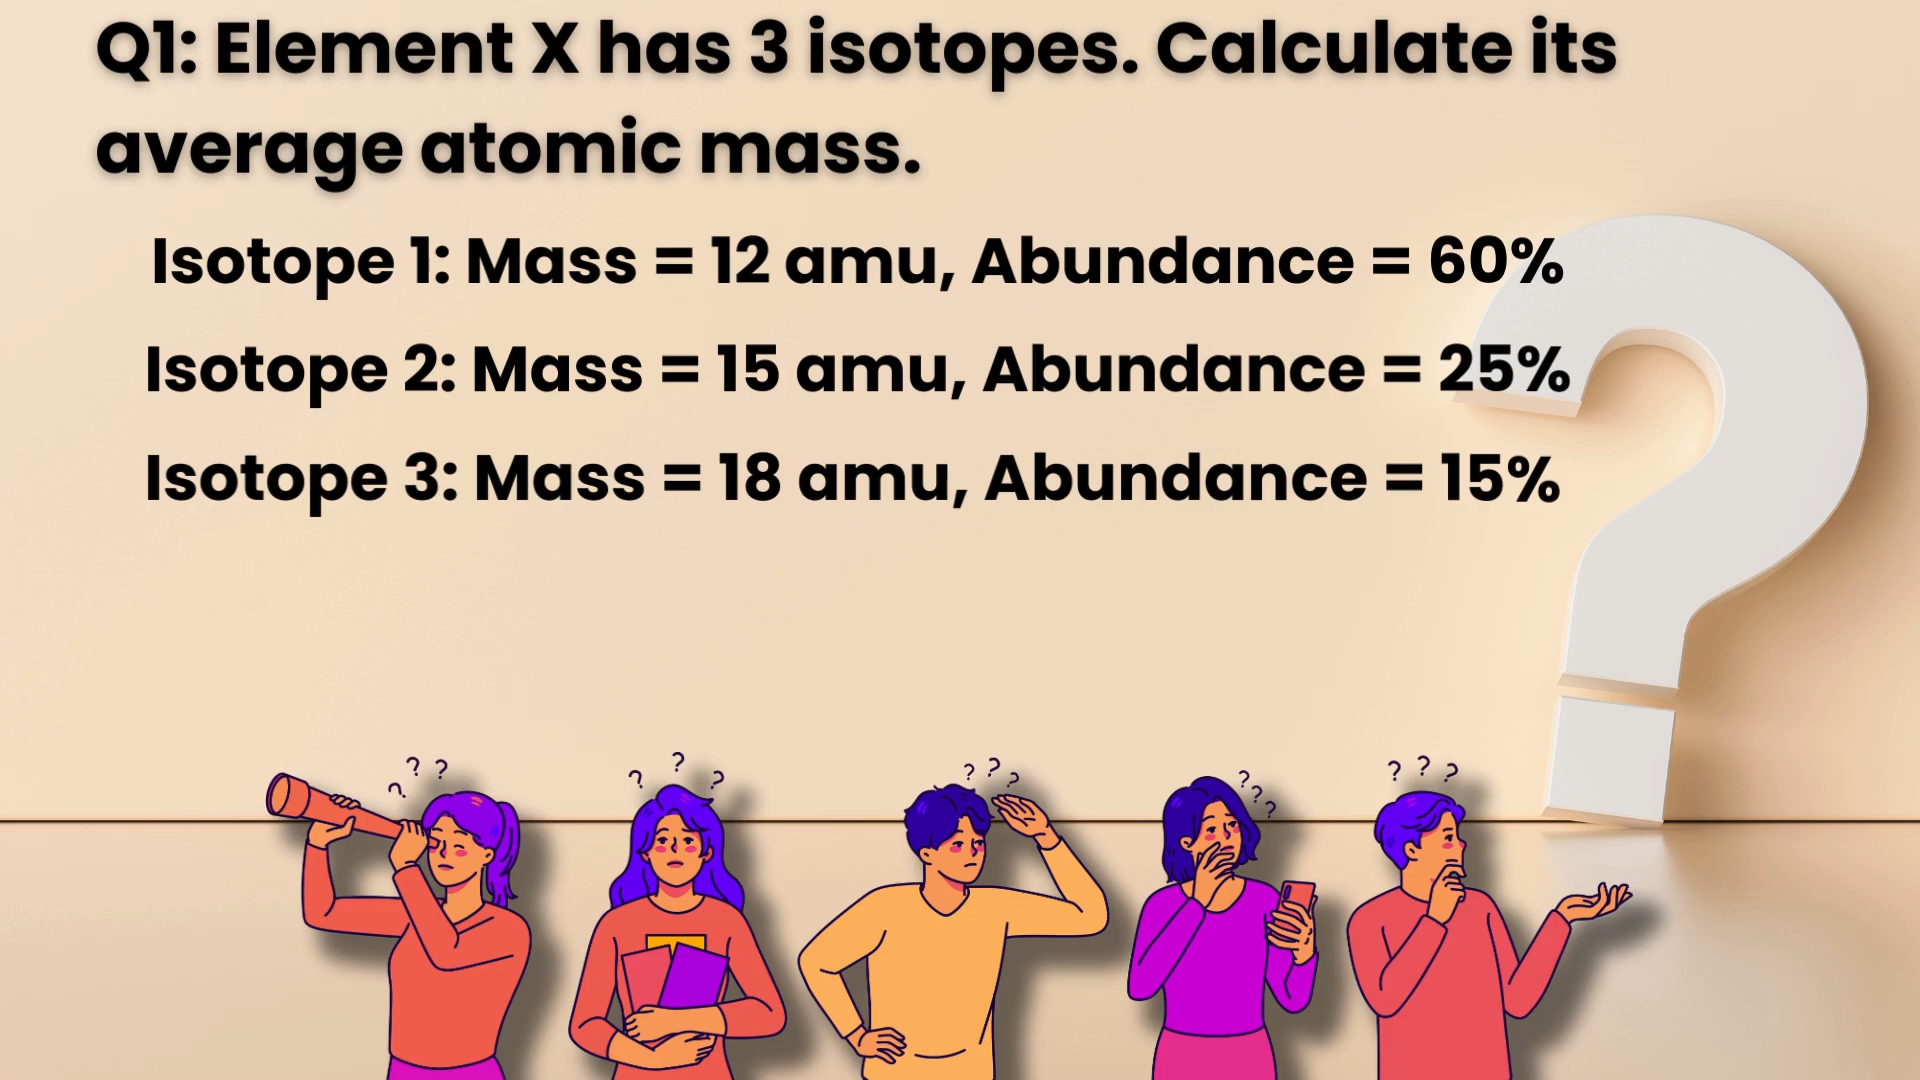 Q1: Element X has 3 isotopes. Calculate its
average atomic mass.
Isotope 1: Mass = 12 amu, Abundance = 60%
Isotope 2: Mass = 15 amu, Abundance = 25%
Isotope 3: Mass = 18 amu, Abundance = 15%
? ? ?
? ? ?
? ? ?
? ? ?
? ? ?
?